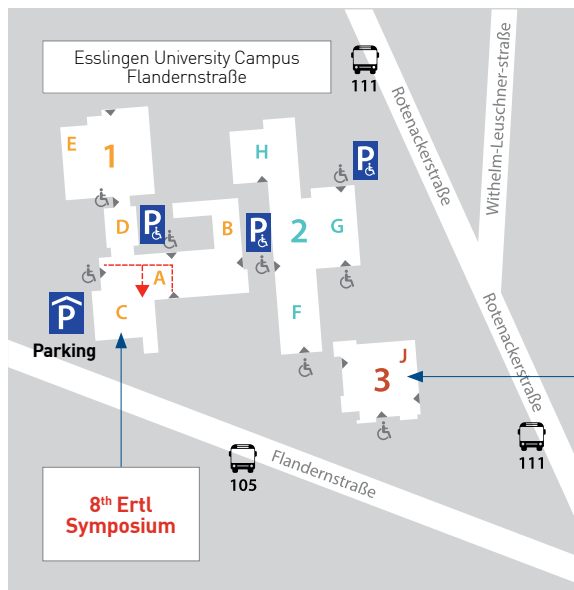 Esslingen University Campus
Flandernstraße
111
Rotenackerstraße
Withelm-Leuschner-straße
E
1
H
P
D
P
B
P
2
G
A
C
F
P
Parking
J
3
Rotenackerstraße
111
105
Flandernstraße
8th Ertl
Symposium